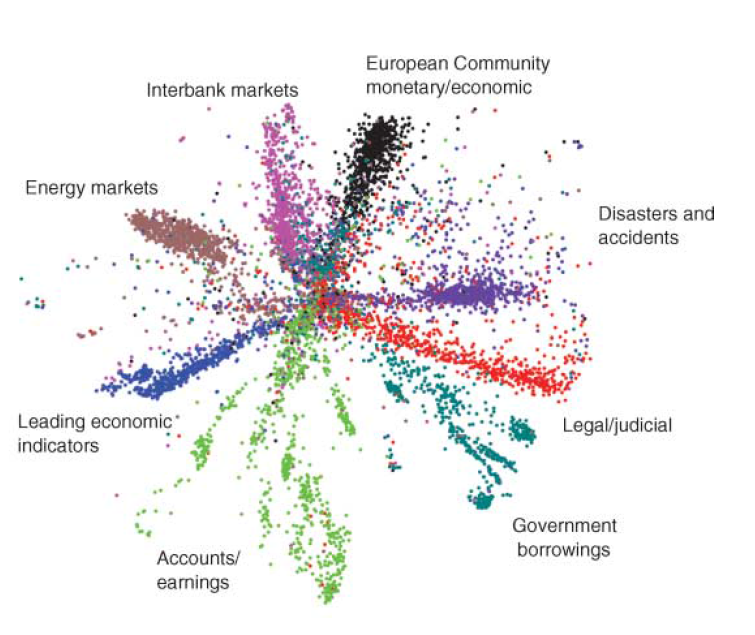 European Community
monetary/economic
Interbank markets
Energy markets
Disasters and
accidents
Leading economic
indicators
Legal/judicial
Government
borrowings
Accounts/
earnings